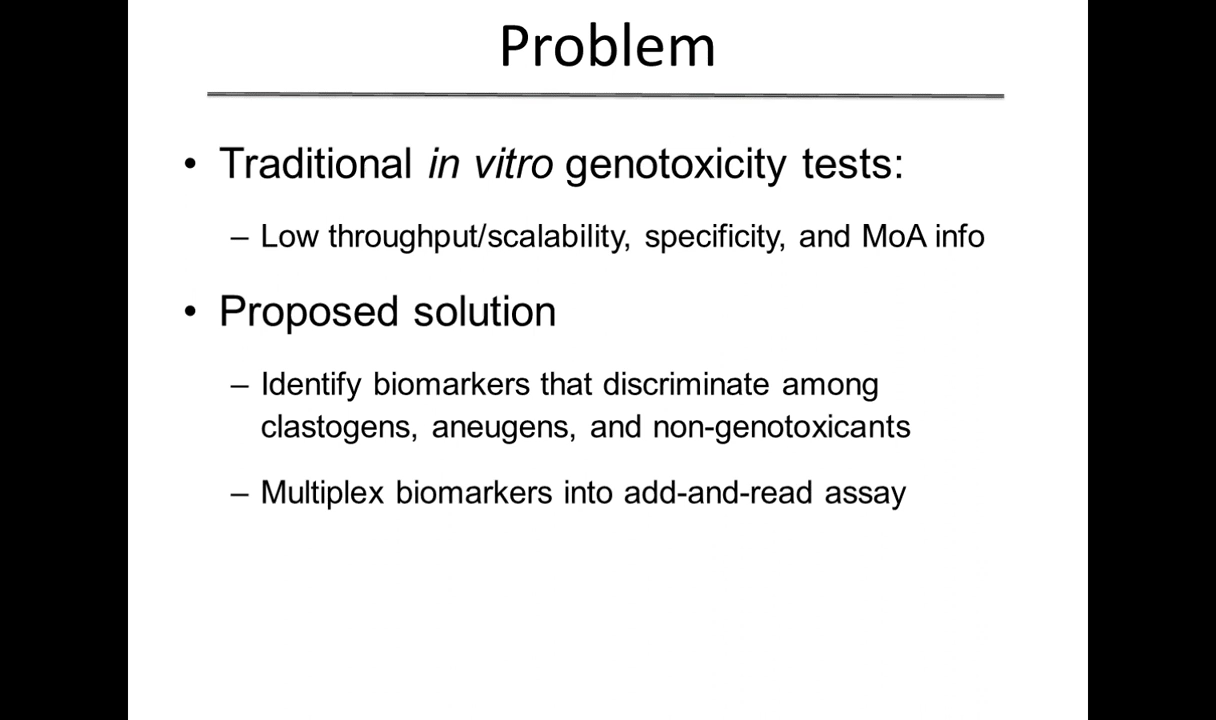 Problem
• Traditional in vitro genotoxicity tests:
– Low throughput/scalability, specificity, and MoA info
• Proposed solution
– Identify biomarkers that discriminate among
clastogens, aneugens, and non-genotoxicants
– Multiplex biomarkers into add-and-read assay